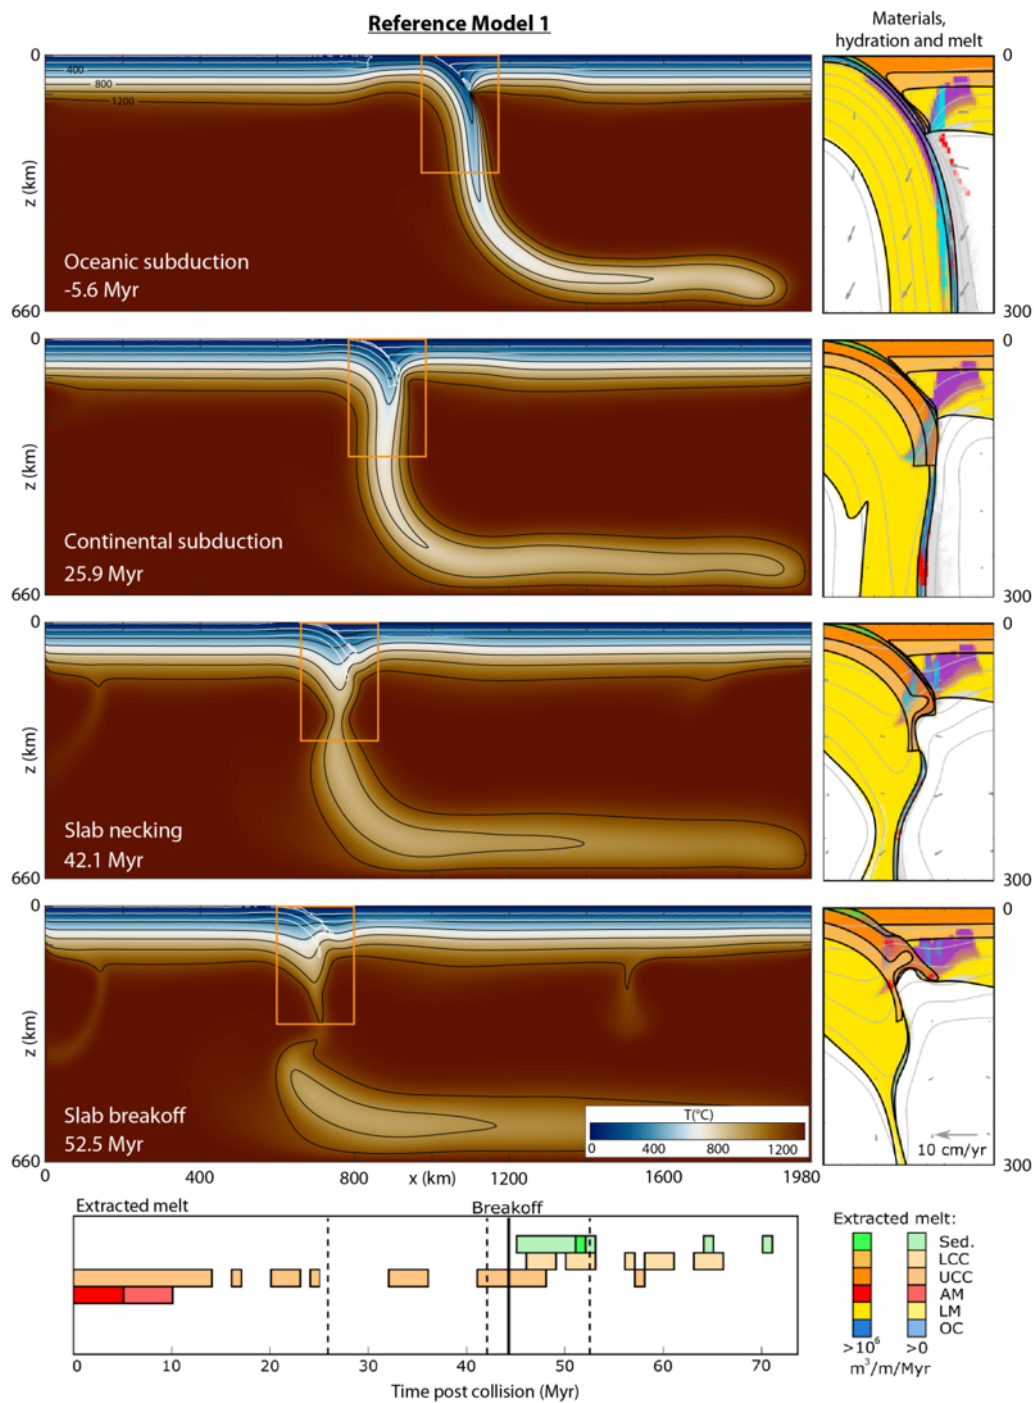 Reference Model 1
Materials,
hydration and melt
0
400
800
1200
z (km)
Oceanic subduction
-5.6 Myr
660
0
300
0
z (km)
Continental subduction
25.9 Myr
660
0
300
0
z (km)
Slab necking
42.1 Myr
660
0
300
0
z (km)
Slab breakoff
52.5 Myr
660
T(°C)
0 400 800 1200
0
10 cm/yr
300
0 400 800 x (km) 1200 1600 1980
Extracted melt
Breakoff
0 10 20 30 40 50 60 70
Time post collision (Myr)
Extracted melt:
Sed.
LCC
UCC
AM
LM
OC
>10⁶ >0
m³/m/Myr